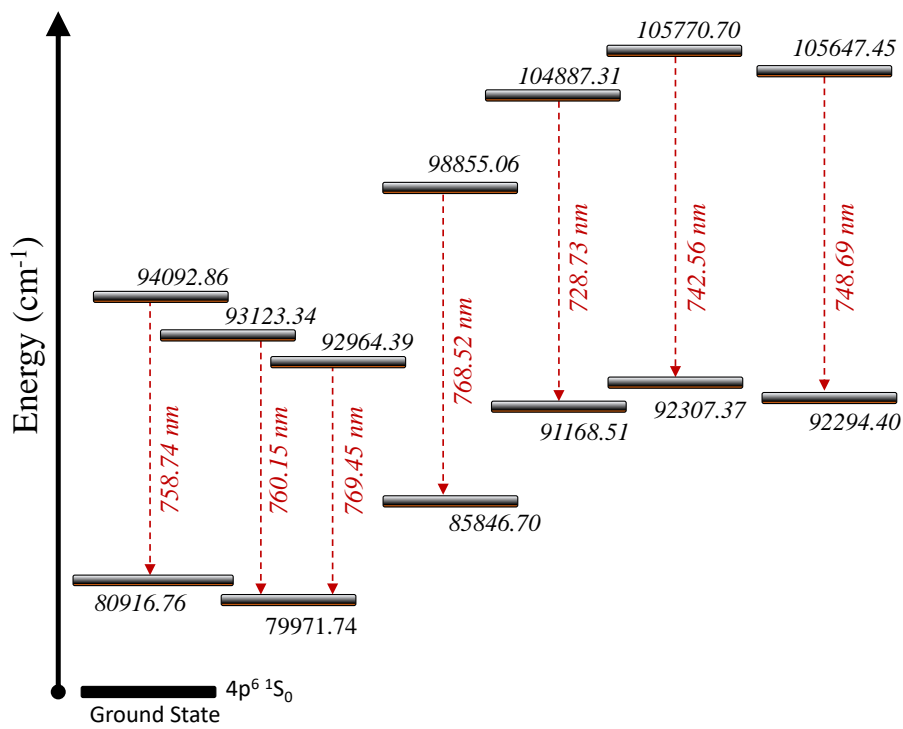 105770.70
105647.45
104887.31
98855.06
94092.86
93123.34
92964.39
Energy (cm-1)
758.74 nm
760.15 nm
769.45 nm
768.52 nm
728.73 nm
742.56 nm
748.69 nm
92307.37
92294.40
91168.51
85846.70
80916.76
79971.74
4p⁶ ¹S₀
Ground State